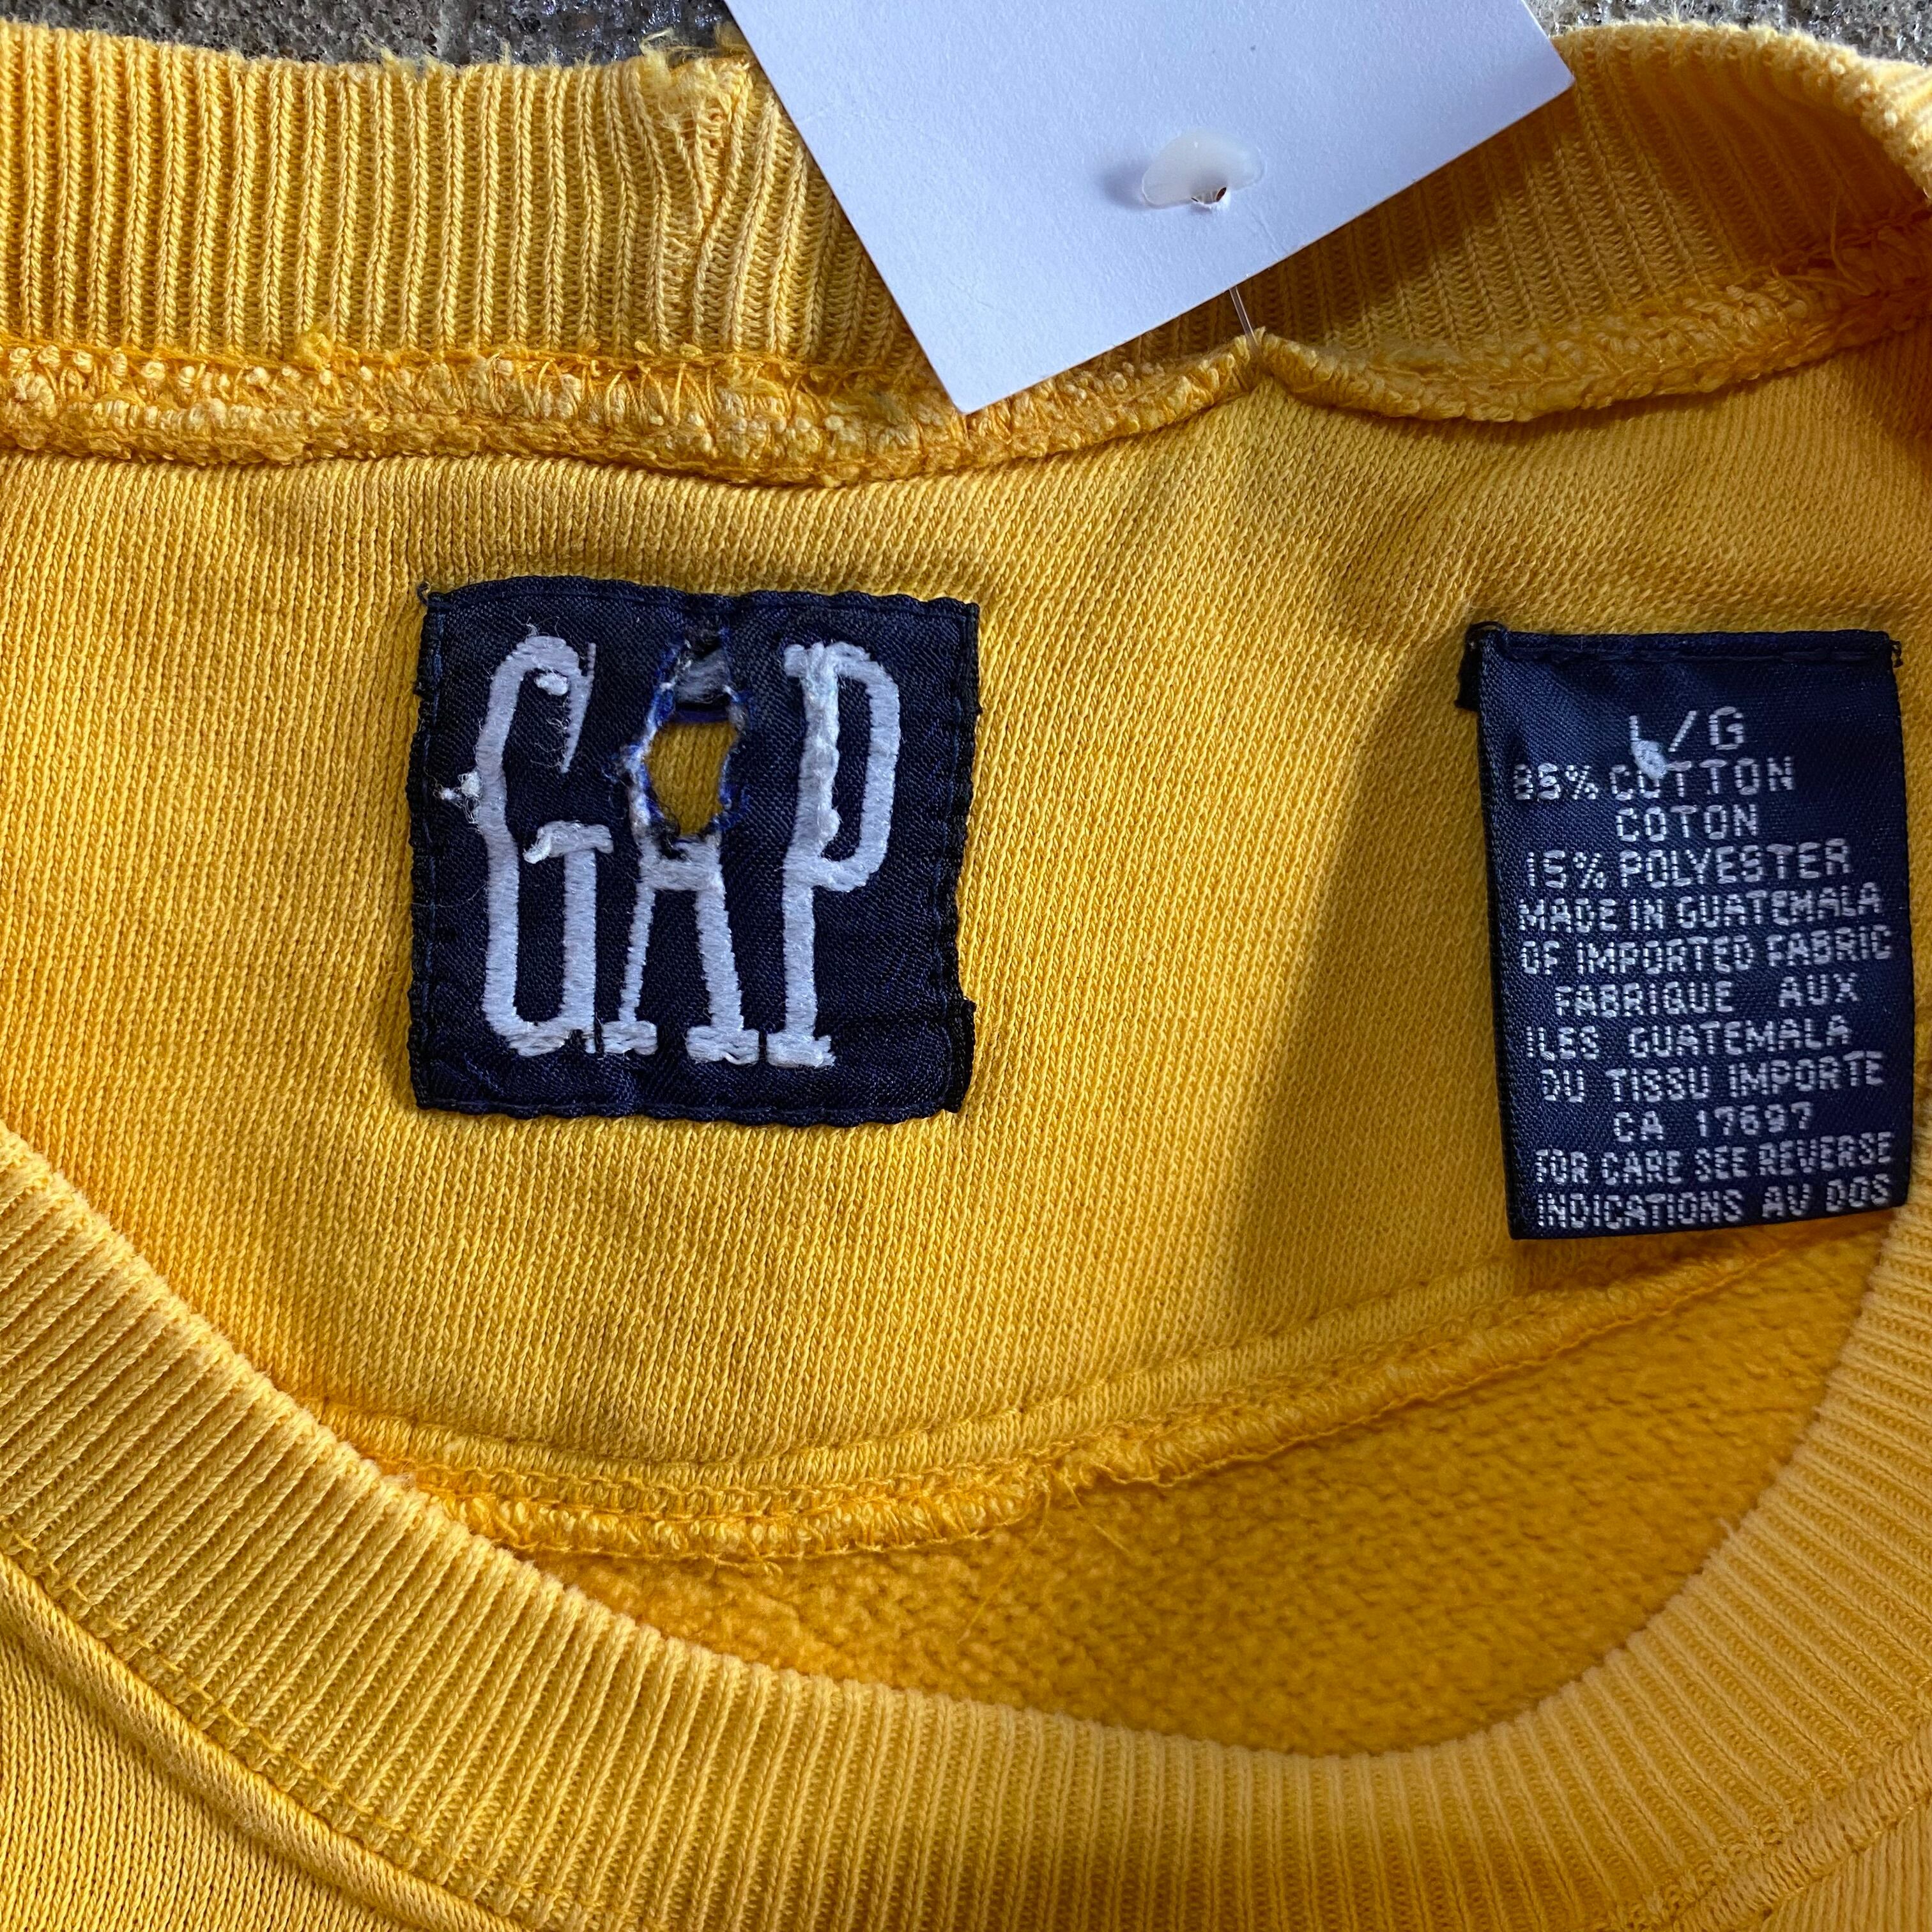 GAP
L/G
85% COTTON
COTON
15% POLYESTER
MADE IN GUATEMALA
OF IMPORTED FABRIC
FABRIQUE AUX
ILES GUATEMALA
DU TISSU IMPORTE
CA 17697
FOR CARE SEE REVERSE
INDICATIONS AU DOS